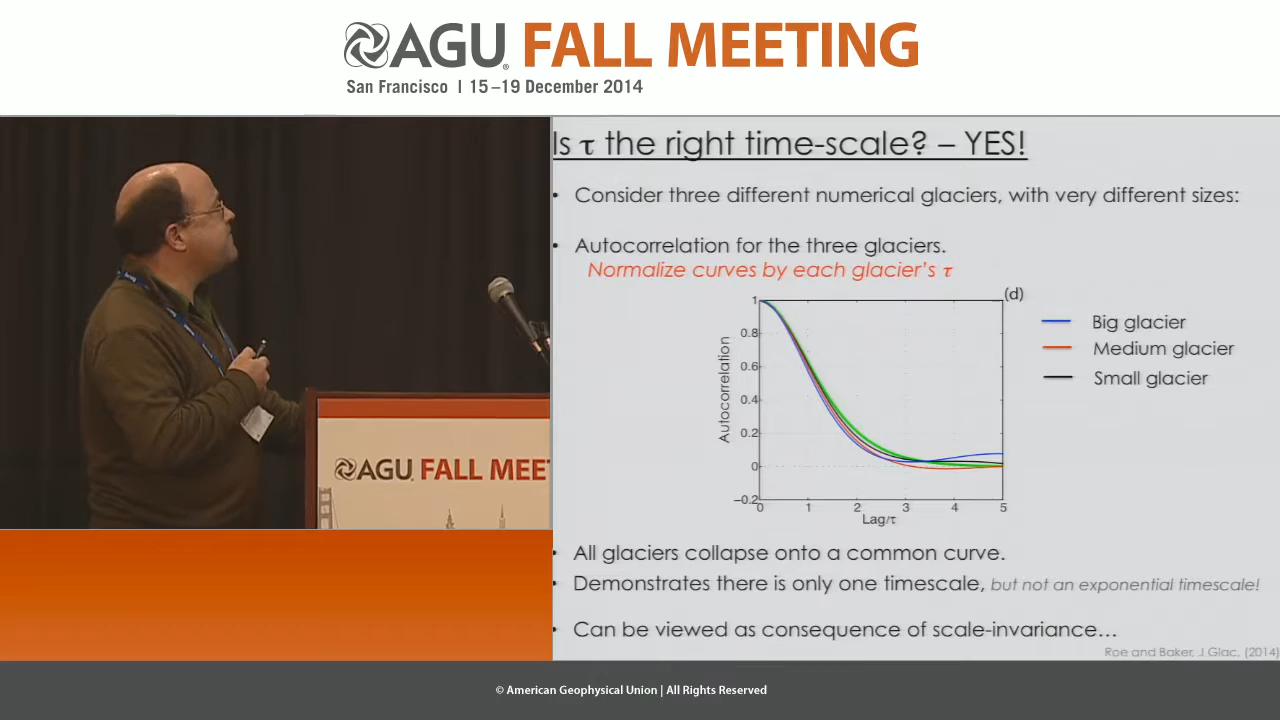 AGU FALL MEETING
San Francisco | 15–19 December 2014
Is τ the right time-scale? – YES!
• Consider three different numerical glaciers, with very different sizes:
• Autocorrelation for the three glaciers.
Normalize curves by each glacier's τ
(d)
Autocorrelation
1
0.8
0.6
0.4
0.2
0
−0.2
0 1 2 3 4 5
Lag/τ
Big glacier
Medium glacier
Small glacier
AGU FALL MEET
• All glaciers collapse onto a common curve.
• Demonstrates there is only one timescale, but not an exponential timescale!
• Can be viewed as consequence of scale-invariance…
Roe and Baker, J Glac, (2014)
© American Geophysical Union | All Rights Reserved